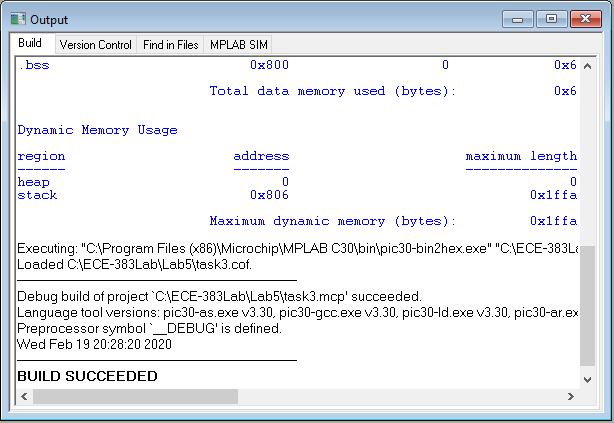 Output
Build Version Control Find in Files MPLAB SIM
.bss 0x800 0 0x6
Total data memory used (bytes): 0x6
Dynamic Memory Usage
region address maximum length
------ ------- --------------
heap 0 0
stack 0x806 0x1ffa
Maximum dynamic memory (bytes): 0x1ffa
Executing: "C:\Program Files (x86)\Microchip\MPLAB C30\bin\pic30-bin2hex.exe" "C:\ECE-383La
Loaded C:\ECE-383Lab\Lab5\task3.cof.
Debug build of project `C:\ECE-383Lab\Lab5\task3.mcp' succeeded.
Language tool versions: pic30-as.exe v3.30, pic30-gcc.exe v3.30, pic30-ld.exe v3.30, pic30-ar.ex
Preprocessor symbol `__DEBUG' is defined.
Wed Feb 19 20:28:20 2020
BUILD SUCCEEDED